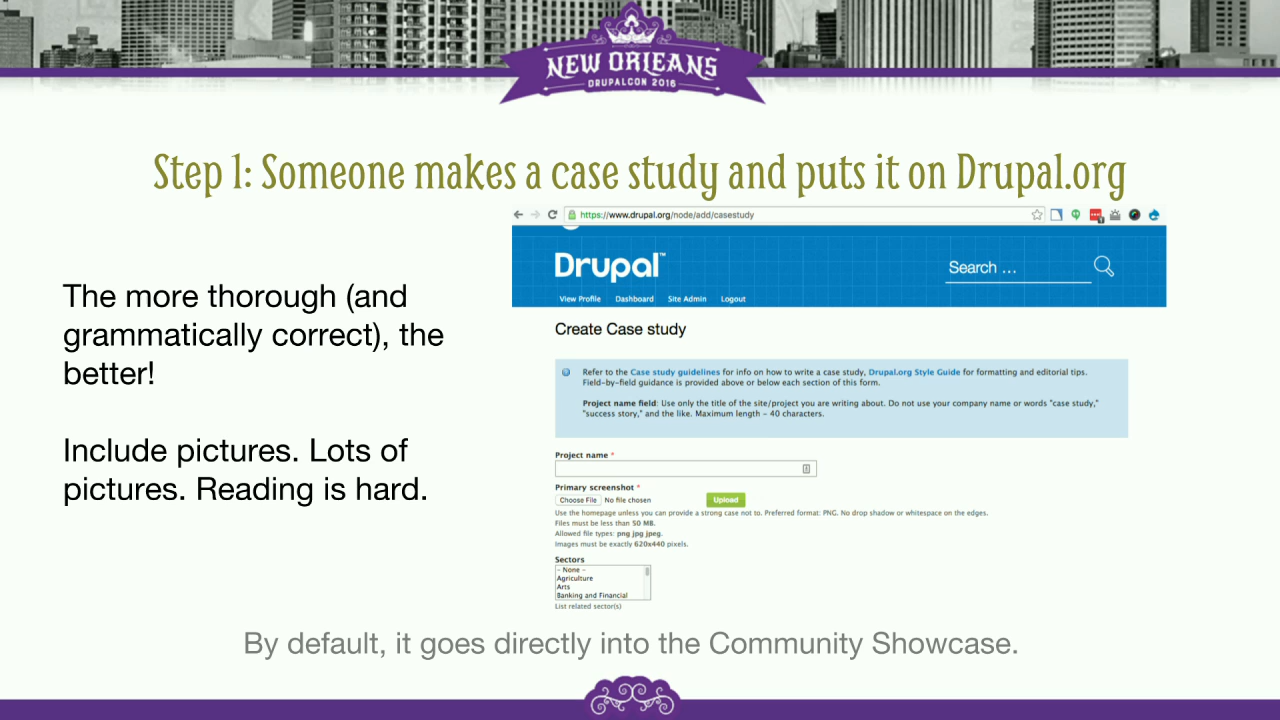 NEW ORLEANS
DRUPALCON 2016
Step 1: Someone makes a case study and puts it on Drupal.org
The more thorough (and
grammatically correct), the
better!
Include pictures. Lots of
pictures. Reading is hard.
https://www.drupal.org/node/add/casestudy
Drupal™
Search ...
View Profile Dashboard Site Admin Logout
Create Case study
Refer to the Case study guidelines for info on how to write a case study, Drupal.org Style Guide for formatting and editorial tips.
Field-by-field guidance is provided above or below each section of this form.
Project name field: Use only the title of the site/project you are writing about. Do not use your company name or words "case study,"
"success story," and the like. Maximum length - 40 characters.
Project name *
Primary screenshot *
Choose File No file chosen Upload
Use the homepage unless you can provide a strong case not to. Preferred format: PNG. No drop shadow or whitespace on the edges.
Files must be less than 50 MB.
Allowed file types: png jpg jpeg.
Images must be exactly 620x440 pixels.
Sectors
- None -
Agriculture
Arts
Banking and Financial
List related sector(s)
By default, it goes directly into the Community Showcase.